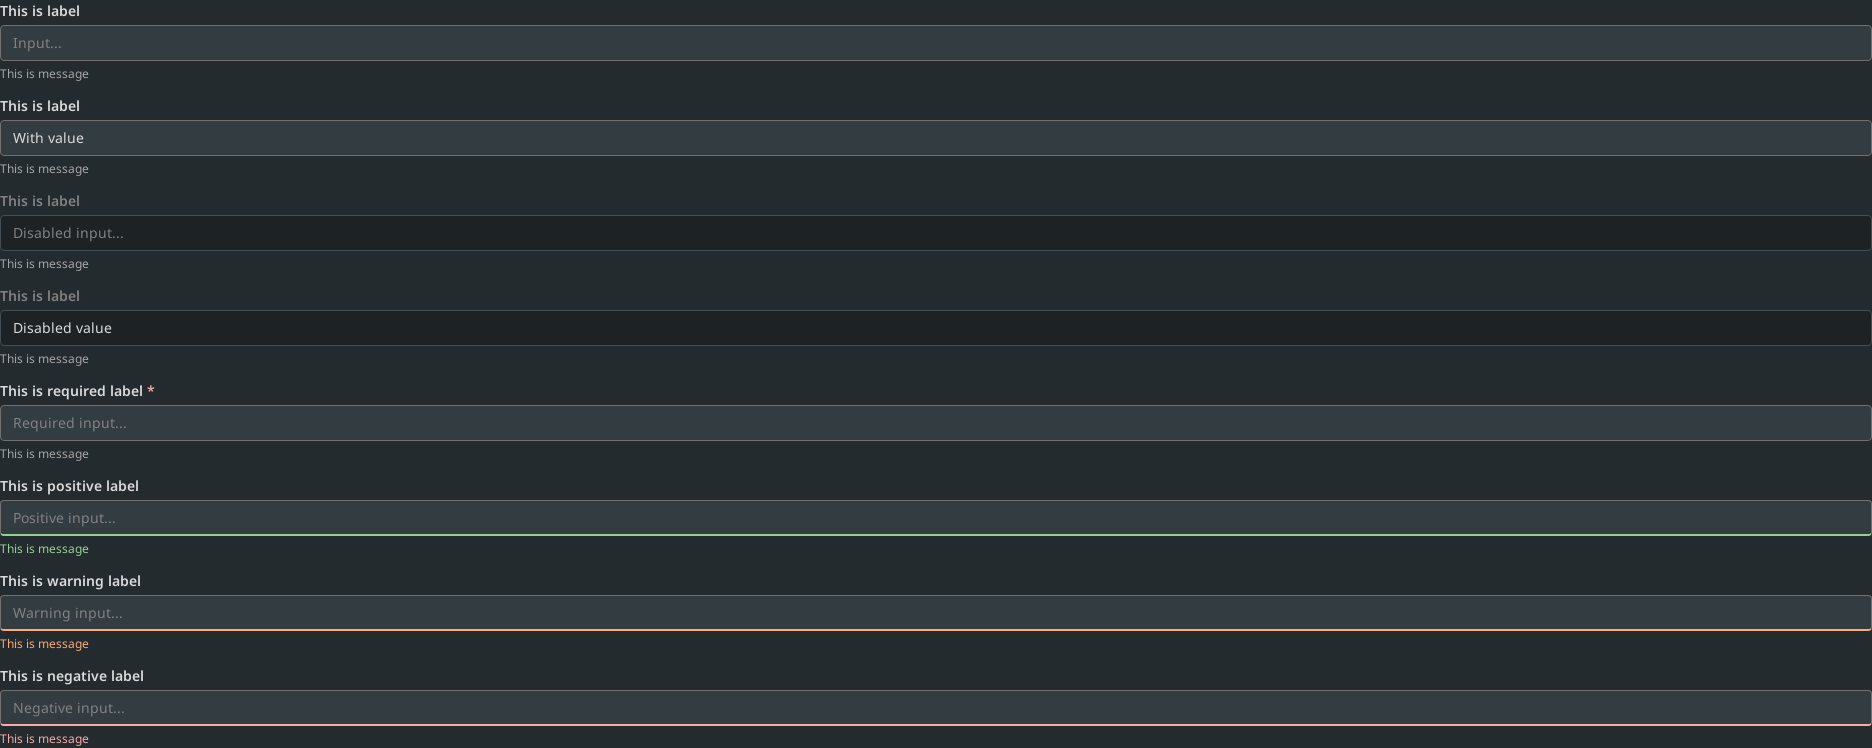 This is label
Input...
This is message
This is label
With value
This is message
This is label
Disabled input...
This is message
This is label
Disabled value
This is message
This is required label *
Required input...
This is message
This is positive label
Positive input...
This is message
This is warning label
Warning input...
This is message
This is negative label
Negative input...
This is message